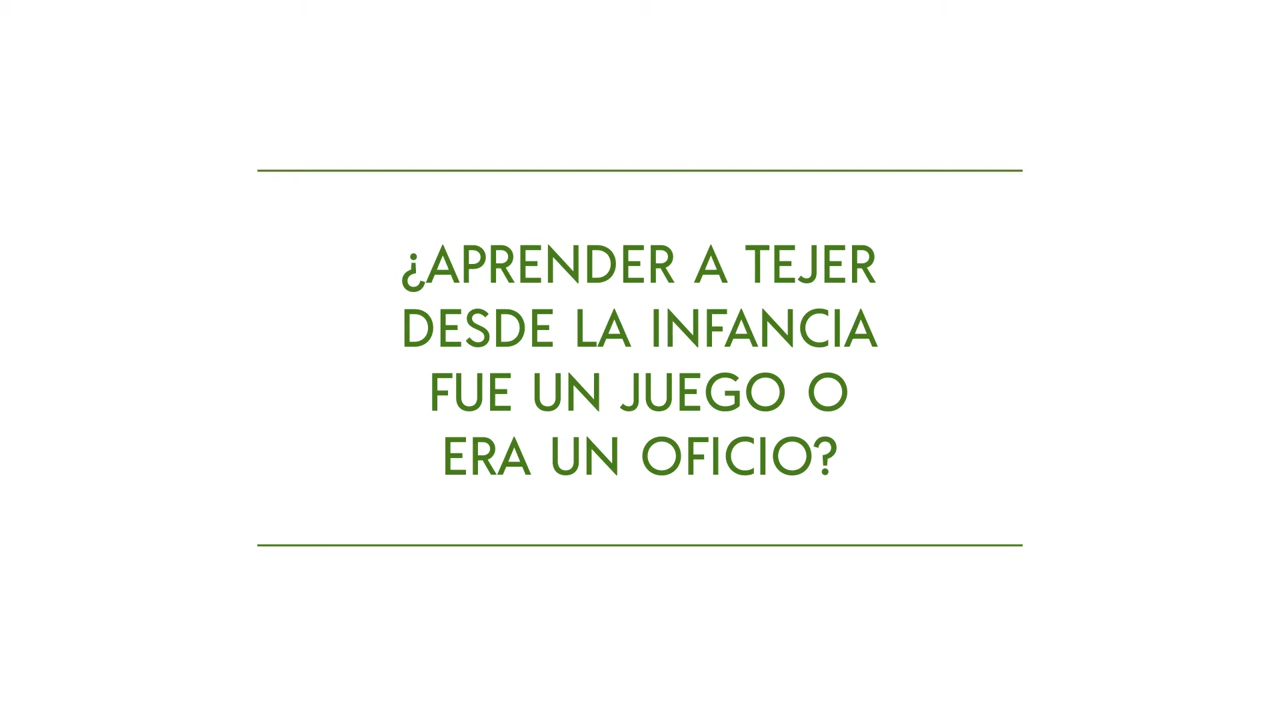 ¿APRENDER A TEJER
DESDE LA INFANCIA
FUE UN JUEGO O
ERA UN OFICIO?